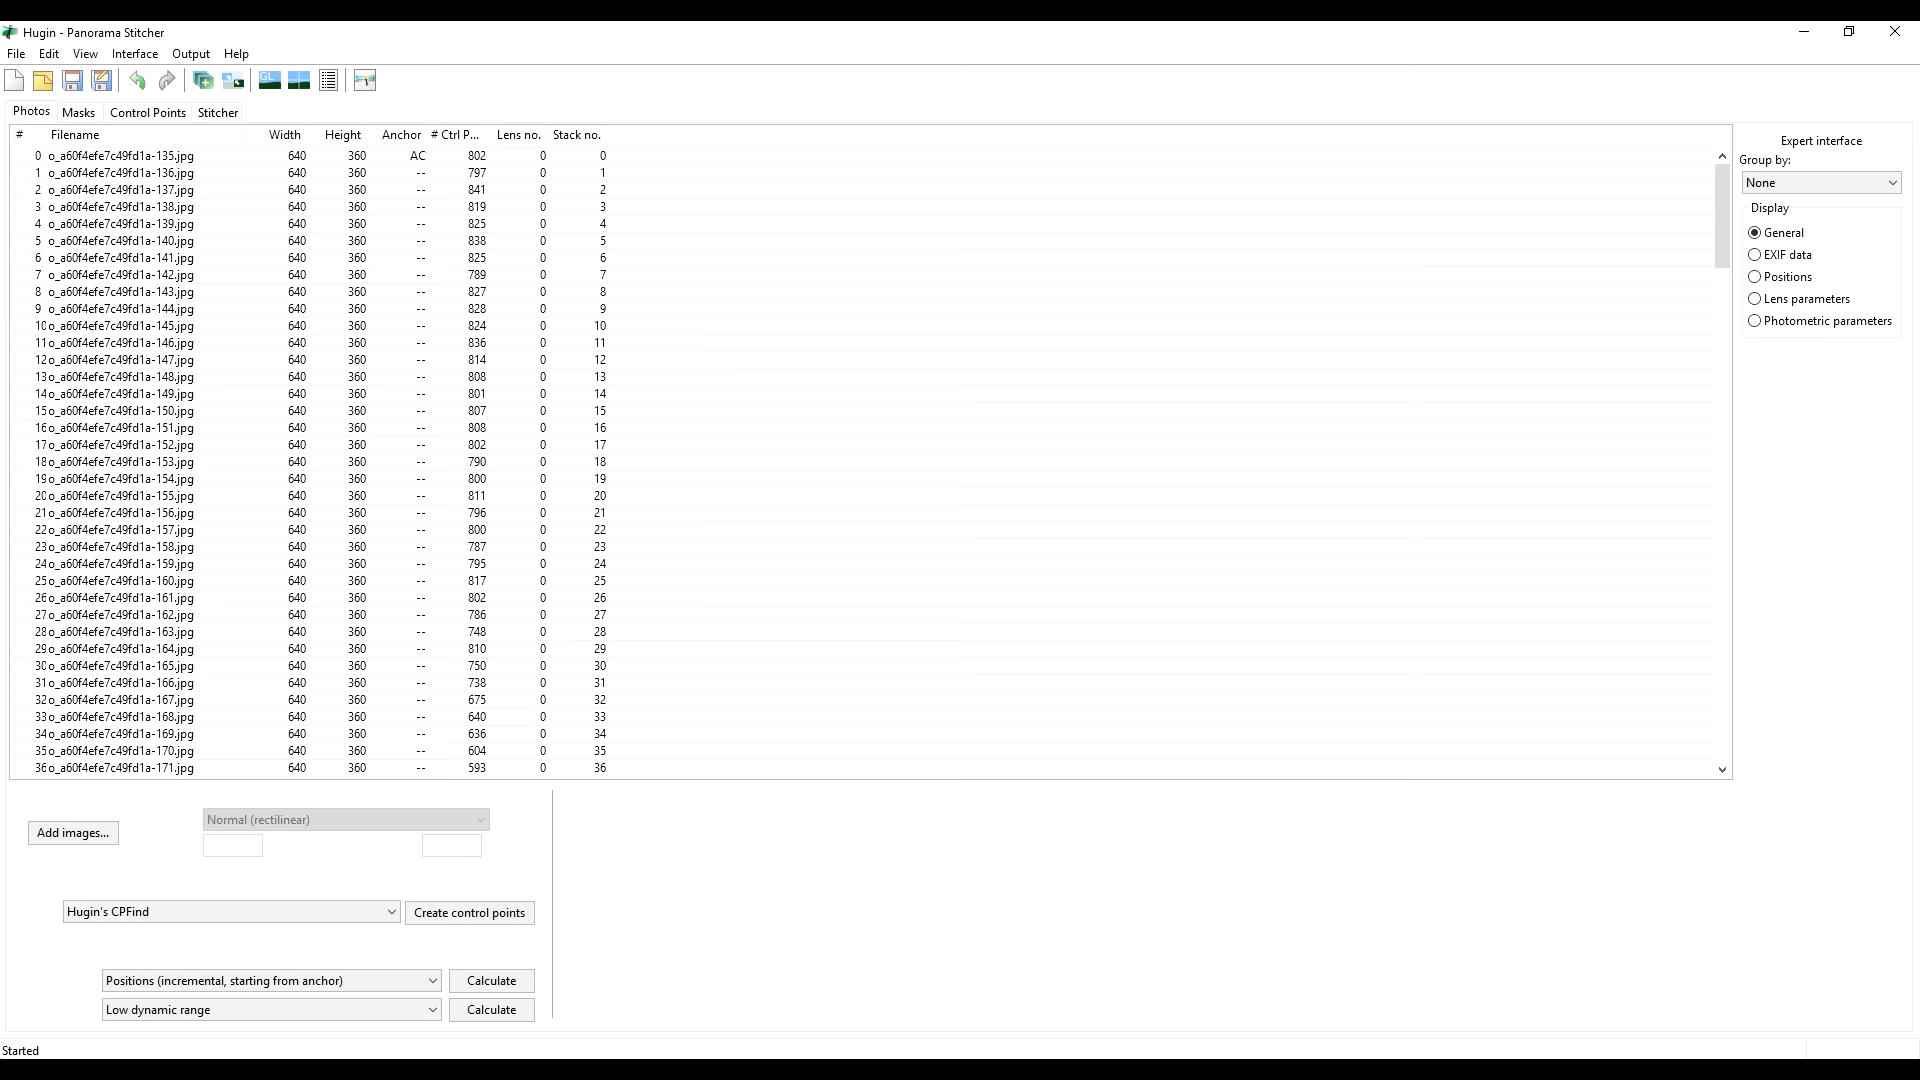 Hugin - Panorama Stitcher
File Edit View Interface Output Help
Photos Masks Control Points Stitcher
# Filename Width Height Anchor # Ctrl P... Lens no. Stack no.
0 o_a60f4efe7c49fd1a-135.jpg 640 360 AC 802 0 0
1 o_a60f4efe7c49fd1a-136.jpg 640 360 -- 797 0 1
2 o_a60f4efe7c49fd1a-137.jpg 640 360 -- 841 0 2
3 o_a60f4efe7c49fd1a-138.jpg 640 360 -- 819 0 3
4 o_a60f4efe7c49fd1a-139.jpg 640 360 -- 825 0 4
5 o_a60f4efe7c49fd1a-140.jpg 640 360 -- 838 0 5
6 o_a60f4efe7c49fd1a-141.jpg 640 360 -- 825 0 6
7 o_a60f4efe7c49fd1a-142.jpg 640 360 -- 789 0 7
8 o_a60f4efe7c49fd1a-143.jpg 640 360 -- 827 0 8
9 o_a60f4efe7c49fd1a-144.jpg 640 360 -- 828 0 9
10 o_a60f4efe7c49fd1a-145.jpg 640 360 -- 824 0 10
11 o_a60f4efe7c49fd1a-146.jpg 640 360 -- 836 0 11
12 o_a60f4efe7c49fd1a-147.jpg 640 360 -- 814 0 12
13 o_a60f4efe7c49fd1a-148.jpg 640 360 -- 808 0 13
14 o_a60f4efe7c49fd1a-149.jpg 640 360 -- 801 0 14
15 o_a60f4efe7c49fd1a-150.jpg 640 360 -- 807 0 15
16 o_a60f4efe7c49fd1a-151.jpg 640 360 -- 808 0 16
17 o_a60f4efe7c49fd1a-152.jpg 640 360 -- 802 0 17
18 o_a60f4efe7c49fd1a-153.jpg 640 360 -- 790 0 18
19 o_a60f4efe7c49fd1a-154.jpg 640 360 -- 800 0 19
20 o_a60f4efe7c49fd1a-155.jpg 640 360 -- 811 0 20
21 o_a60f4efe7c49fd1a-156.jpg 640 360 -- 796 0 21
22 o_a60f4efe7c49fd1a-157.jpg 640 360 -- 800 0 22
23 o_a60f4efe7c49fd1a-158.jpg 640 360 -- 787 0 23
24 o_a60f4efe7c49fd1a-159.jpg 640 360 -- 795 0 24
25 o_a60f4efe7c49fd1a-160.jpg 640 360 -- 817 0 25
26 o_a60f4efe7c49fd1a-161.jpg 640 360 -- 802 0 26
27 o_a60f4efe7c49fd1a-162.jpg 640 360 -- 786 0 27
28 o_a60f4efe7c49fd1a-163.jpg 640 360 -- 748 0 28
29 o_a60f4efe7c49fd1a-164.jpg 640 360 -- 810 0 29
30 o_a60f4efe7c49fd1a-165.jpg 640 360 -- 750 0 30
31 o_a60f4efe7c49fd1a-166.jpg 640 360 -- 738 0 31
32 o_a60f4efe7c49fd1a-167.jpg 640 360 -- 675 0 32
33 o_a60f4efe7c49fd1a-168.jpg 640 360 -- 640 0 33
34 o_a60f4efe7c49fd1a-169.jpg 640 360 -- 636 0 34
35 o_a60f4efe7c49fd1a-170.jpg 640 360 -- 604 0 35
36 o_a60f4efe7c49fd1a-171.jpg 640 360 -- 593 0 36
Expert interface
Group by:
None
Display
General
EXIF data
Positions
Lens parameters
Photometric parameters
Normal (rectilinear)
Add images...
Hugin's CPFind Create control points
Positions (incremental, starting from anchor) Calculate
Low dynamic range Calculate
Started